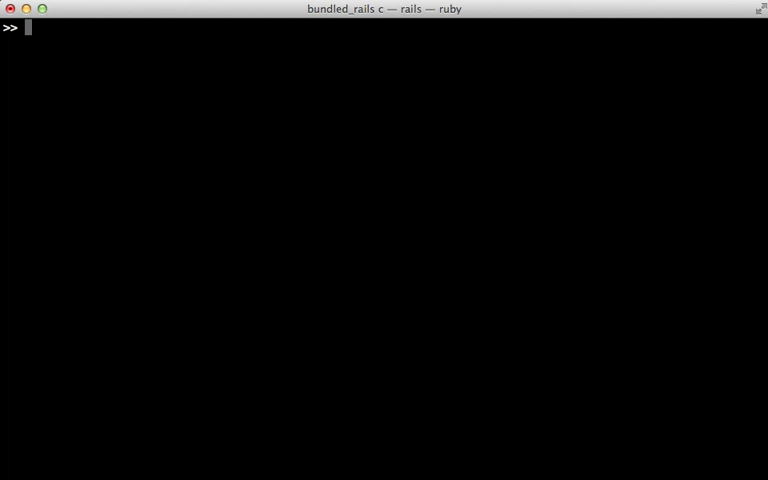 bundled_rails c — rails — ruby
>>